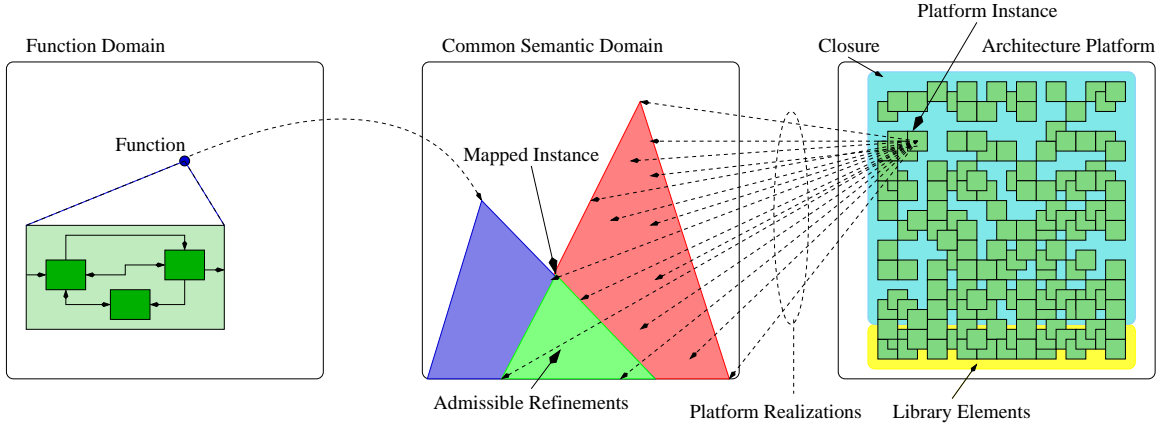 Platform Instance
Function Domain
Common Semantic Domain
Closure
Architecture Platform
Function
Mapped Instance
Admissible Refinements
Platform Realizations
Library Elements